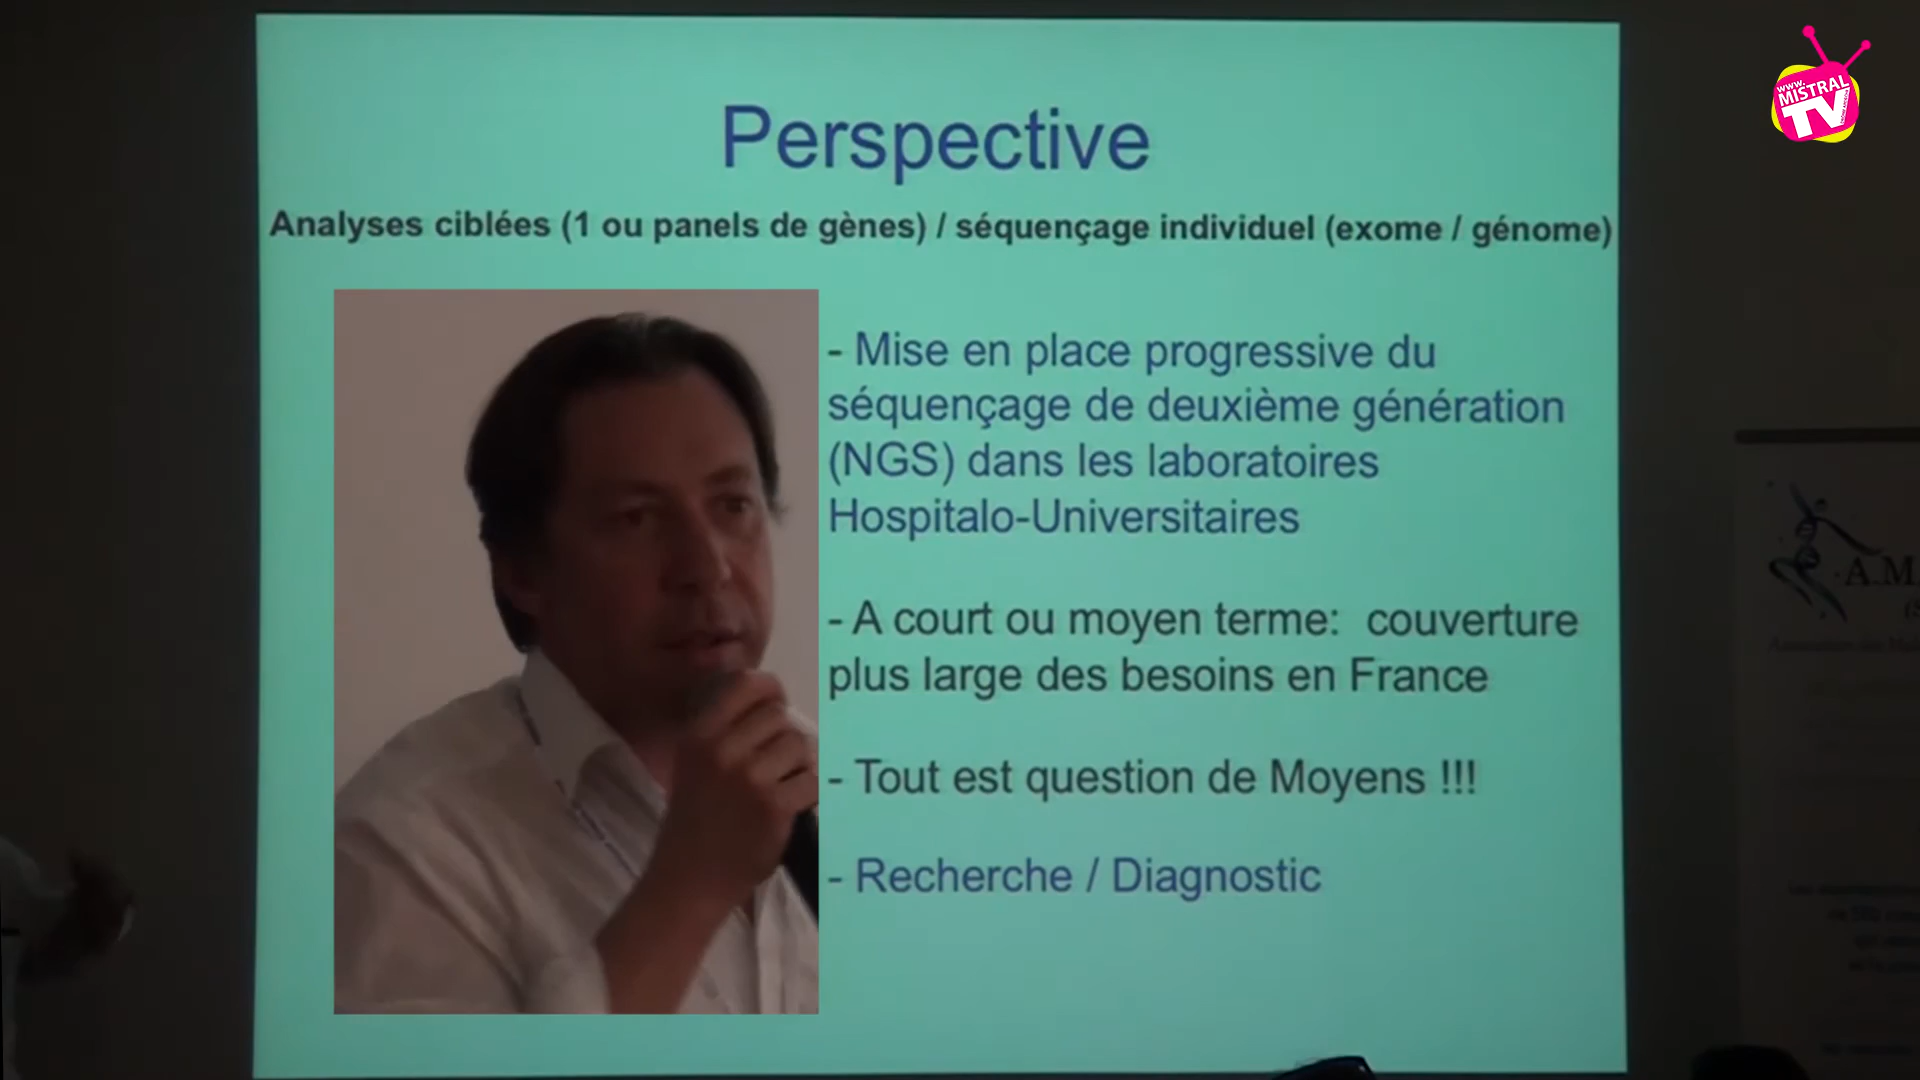 www.
MISTRAL
TV
Perspective
Analyses ciblées (1 ou panels de gènes) / séquençage individuel (exome / génome)
- Mise en place progressive du
séquençage de deuxième génération
(NGS) dans les laboratoires
Hospitalo-Universitaires
- A court ou moyen terme:  couverture
plus large des besoins en France
- Tout est question de Moyens !!!
- Recherche / Diagnostic
A.M.